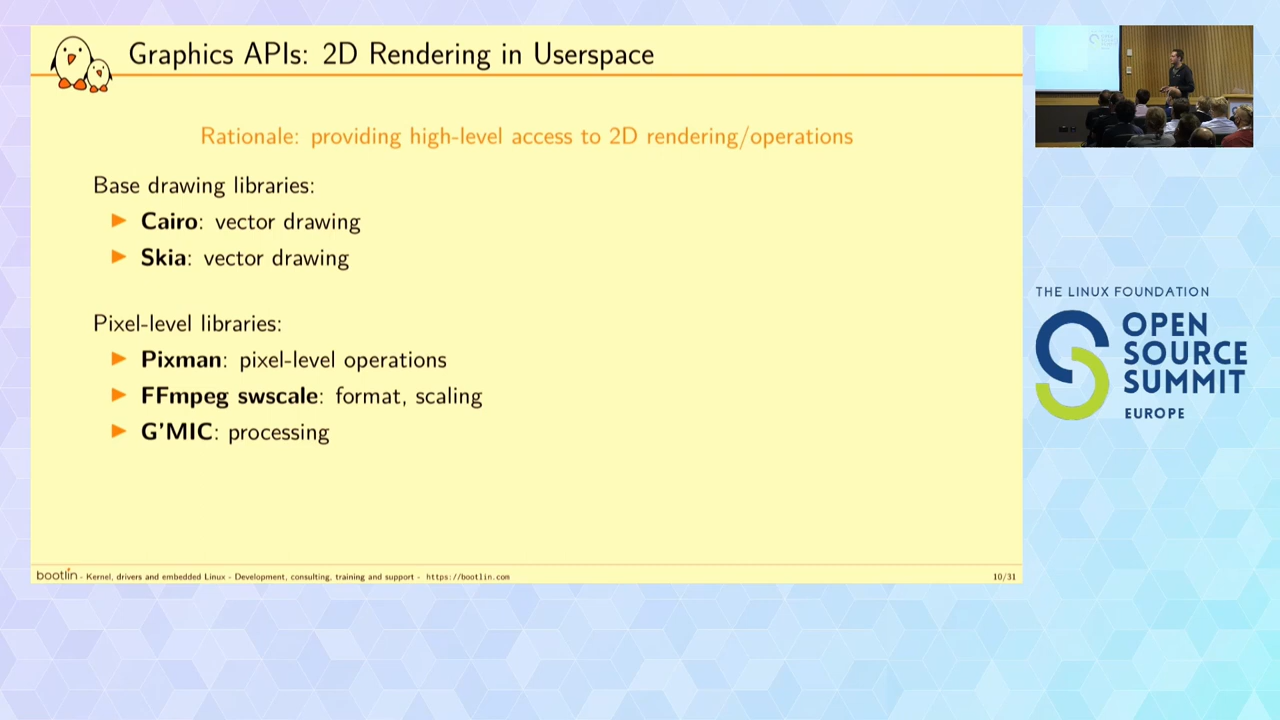 Graphics APIs: 2D Rendering in Userspace
Rationale: providing high-level access to 2D rendering/operations
Base drawing libraries:
Cairo: vector drawing
Skia: vector drawing
Pixel-level libraries:
Pixman: pixel-level operations
FFmpeg swscale: format, scaling
G'MIC: processing
bootlin - Kernel, drivers and embedded Linux - Development, consulting, training and support - https://bootlin.com
10/31
THE LINUX FOUNDATION
OPEN
SOURCE
SUMMIT
EUROPE